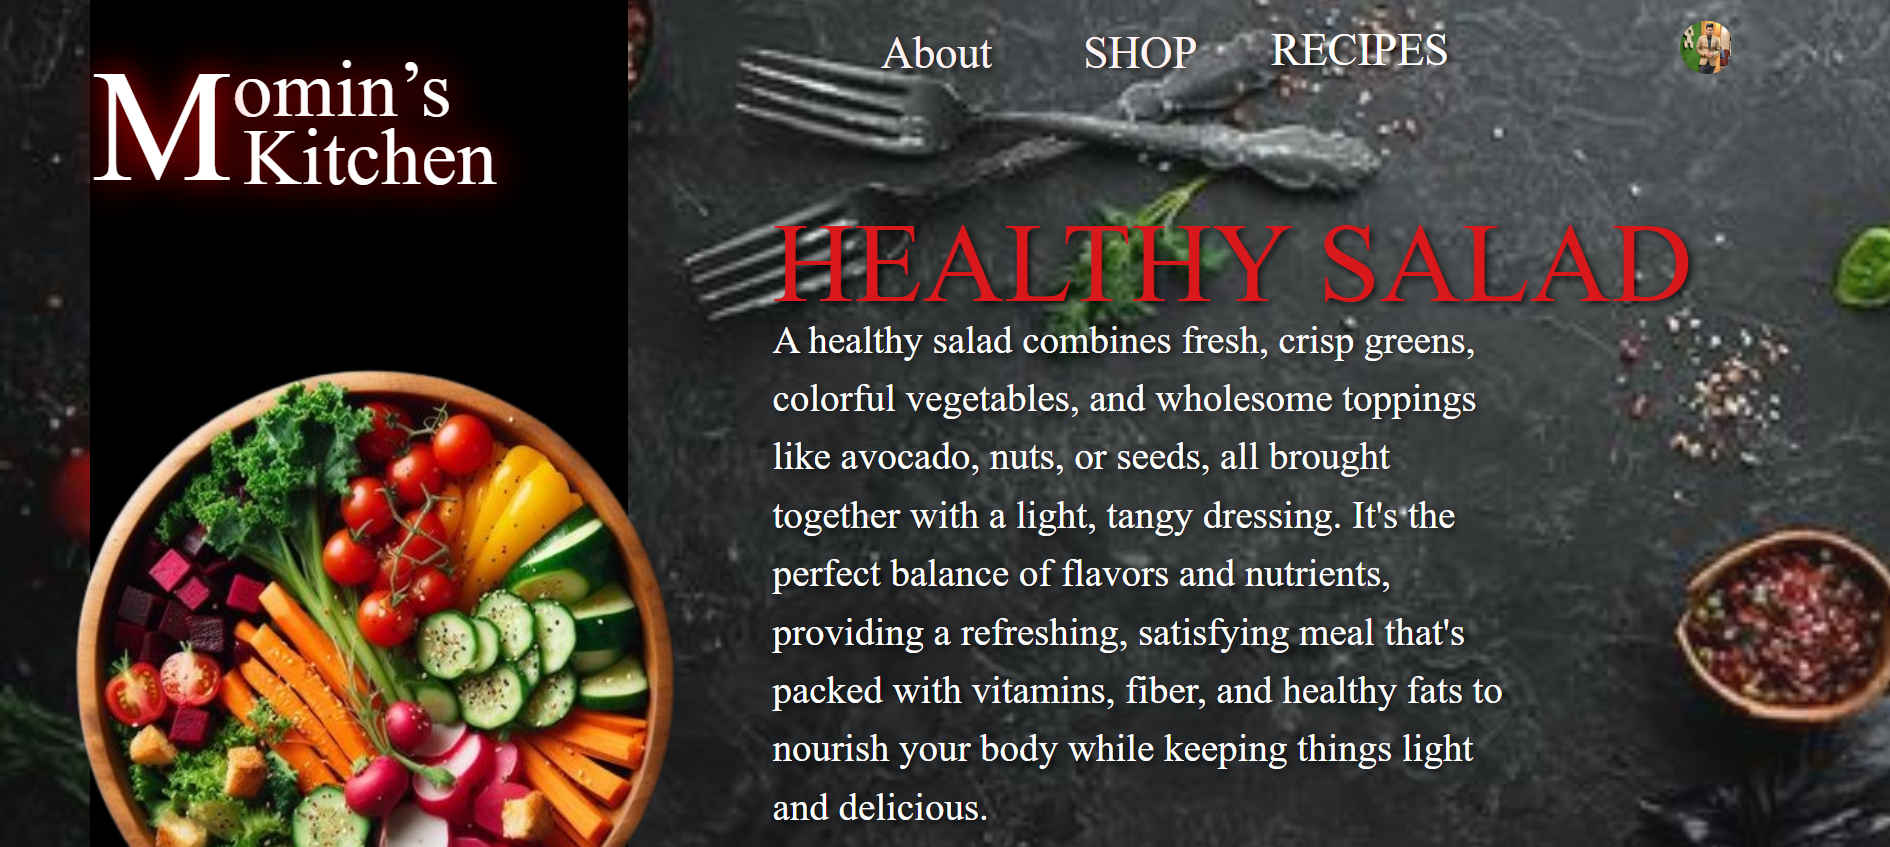 Momin’s
Kitchen
About SHOP RECIPES
HEALTHY SALAD
A healthy salad combines fresh, crisp greens,
colorful vegetables, and wholesome toppings
like avocado, nuts, or seeds, all brought
together with a light, tangy dressing. It's the
perfect balance of flavors and nutrients,
providing a refreshing, satisfying meal that's
packed with vitamins, fiber, and healthy fats to
nourish your body while keeping things light
and delicious.